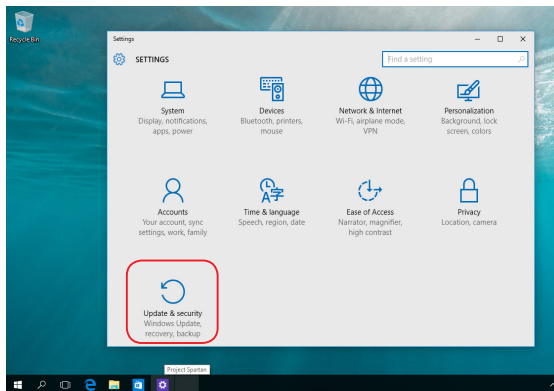 Recycle Bin
Settings
SETTINGS
Find a setting
System
Display, notifications,
apps, power
Devices
Bluetooth, printers,
mouse
Network & Internet
Wi-Fi, airplane mode,
VPN
Personalization
Background, lock
screen, colors
Accounts
Your account, sync
settings, work, family
Time & language
Speech, region, date
Ease of Access
Narrator, magnifier,
high contrast
Privacy
Location, camera
Update & security
Windows Update,
recovery, backup
Project Spartan